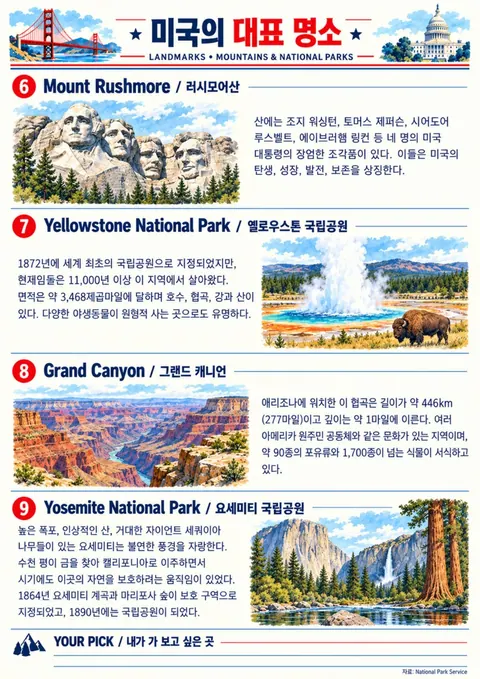 미국의 대표 명소
LANDMARKS • MOUNTAINS & NATIONAL PARKS
6 Mount Rushmore / 러시모어산
산에는 조지 워싱턴, 토머스 제퍼슨, 시어도어
루스벨트, 에이브러햄 링컨 등 네 명의 미국
대통령의 장엄한 조각품이 있다. 이들은 미국의
탄생, 성장, 발전, 보존을 상징한다.
7 Yellowstone National Park / 옐로우스톤 국립공원
1872년에 세계 최초의 국립공원으로 지정되었지만,
현재임둘은 11,000년 이상 이 지역에서 살아왔다.
면적은 약 3,468제곱마일에 달하며 호수, 협곡, 강과 산이
있다. 다양한 야생동물이 원형적 사는 곳으로도 유명하다.
8 Grand Canyon / 그랜드 캐니언
애리조나에 위치한 이 협곡은 길이가 약 446km
(277마일)이고 깊이는 약 1마일에 이른다. 여러
아메리카 원주민 공동체와 같은 문화가 있는 지역이며,
약 90종의 포유류와 1,700종이 넘는 식물이 서식하고
있다.
9 Yosemite National Park / 요세미티 국립공원
높은 폭포, 인상적인 산, 거대한 자이언트 세쿼이아
나무들이 있는 요세미티는 불연한 풍경을 자랑한다.
수천 평이 금을 찾아 캘리포니아로 이주하면서
시기에도 이곳의 자연을 보호하려는 움직임이 있었다.
1864년 요세미티 계곡과 마리포사 숲이 보호 구역으로
지정되었고, 1890년에는 국립공원이 되었다.
YOUR PICK / 내가 가 보고 싶은 곳
자료: National Park Service